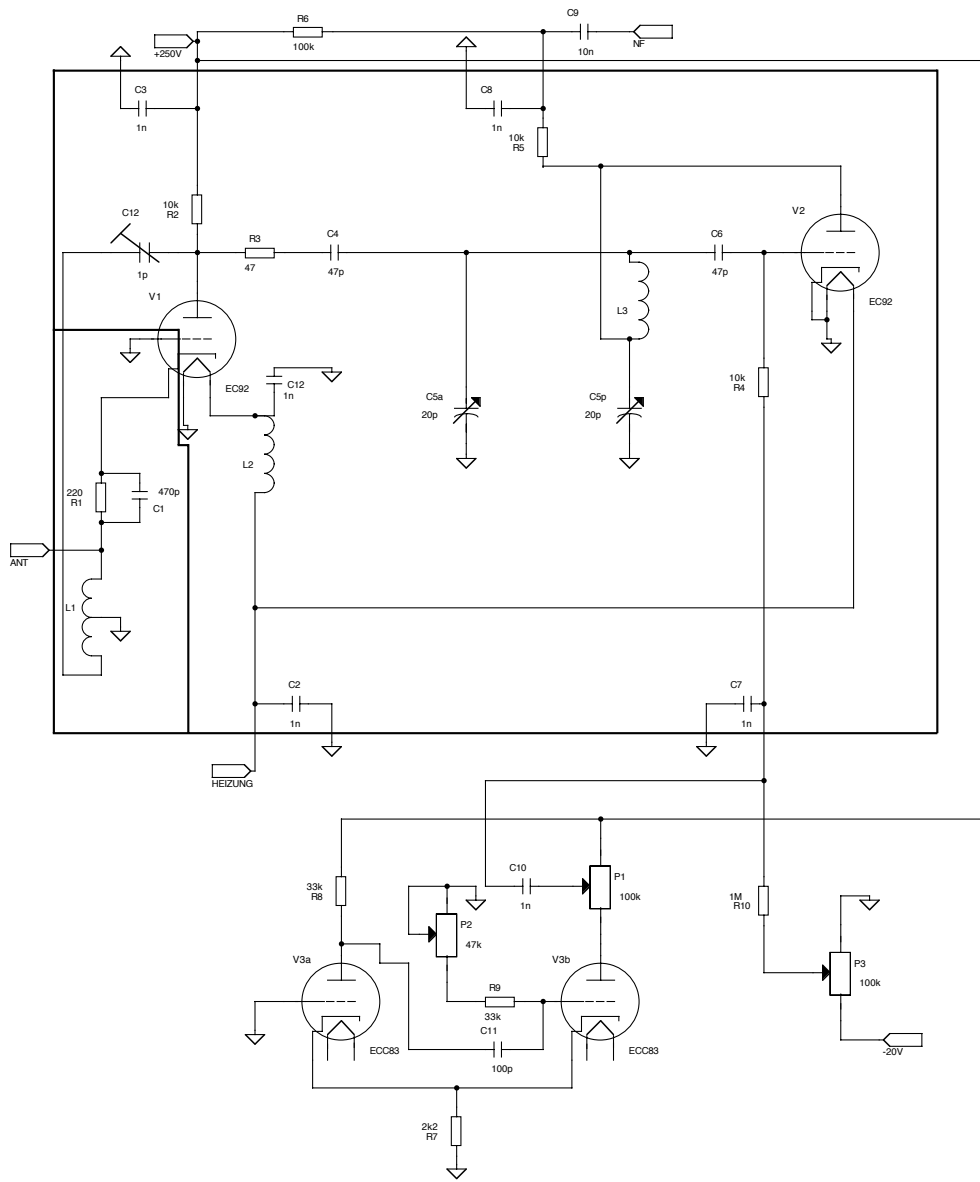 C9
R6
NF
+250V
100k
10n
C3
C8
1n
1n
10k
R5
10k
R2
C12
V2
R3
C4
C6
1p
47
47p
47p
V1
EC92
L3
EC92
C12
1n
10k
R4
C5a
20p
C5p
20p
L2
220
R1
470p
C1
ANT
L1
C2
C7
1n
1n
HEIZUNG
C10
P1
33k
R8
1n
100k
1M
R10
P2
47k
V3a
V3b
P3
100k
R9
33k
C11
ECC83
ECC83
-20V
100p
2k2
R7